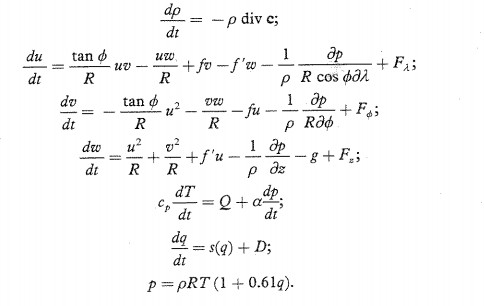 dρ/dt = −ρ div c;
du/dt = (tan ϕ/R) uv − uw/R + fv − f′w − (1/ρ) ∂p/(R cos ϕ∂λ) + F_λ;
dv/dt = − (tan ϕ/R) u² − vw/R − fu − (1/ρ) ∂p/(R∂ϕ) + F_ϕ;
dw/dt = u²/R + v²/R + f′u − (1/ρ) ∂p/∂z − g + F_z;
c_p dT/dt = Q + α dp/dt;
dq/dt = s(q) + D;
p = ρRT (1 + 0.61q).